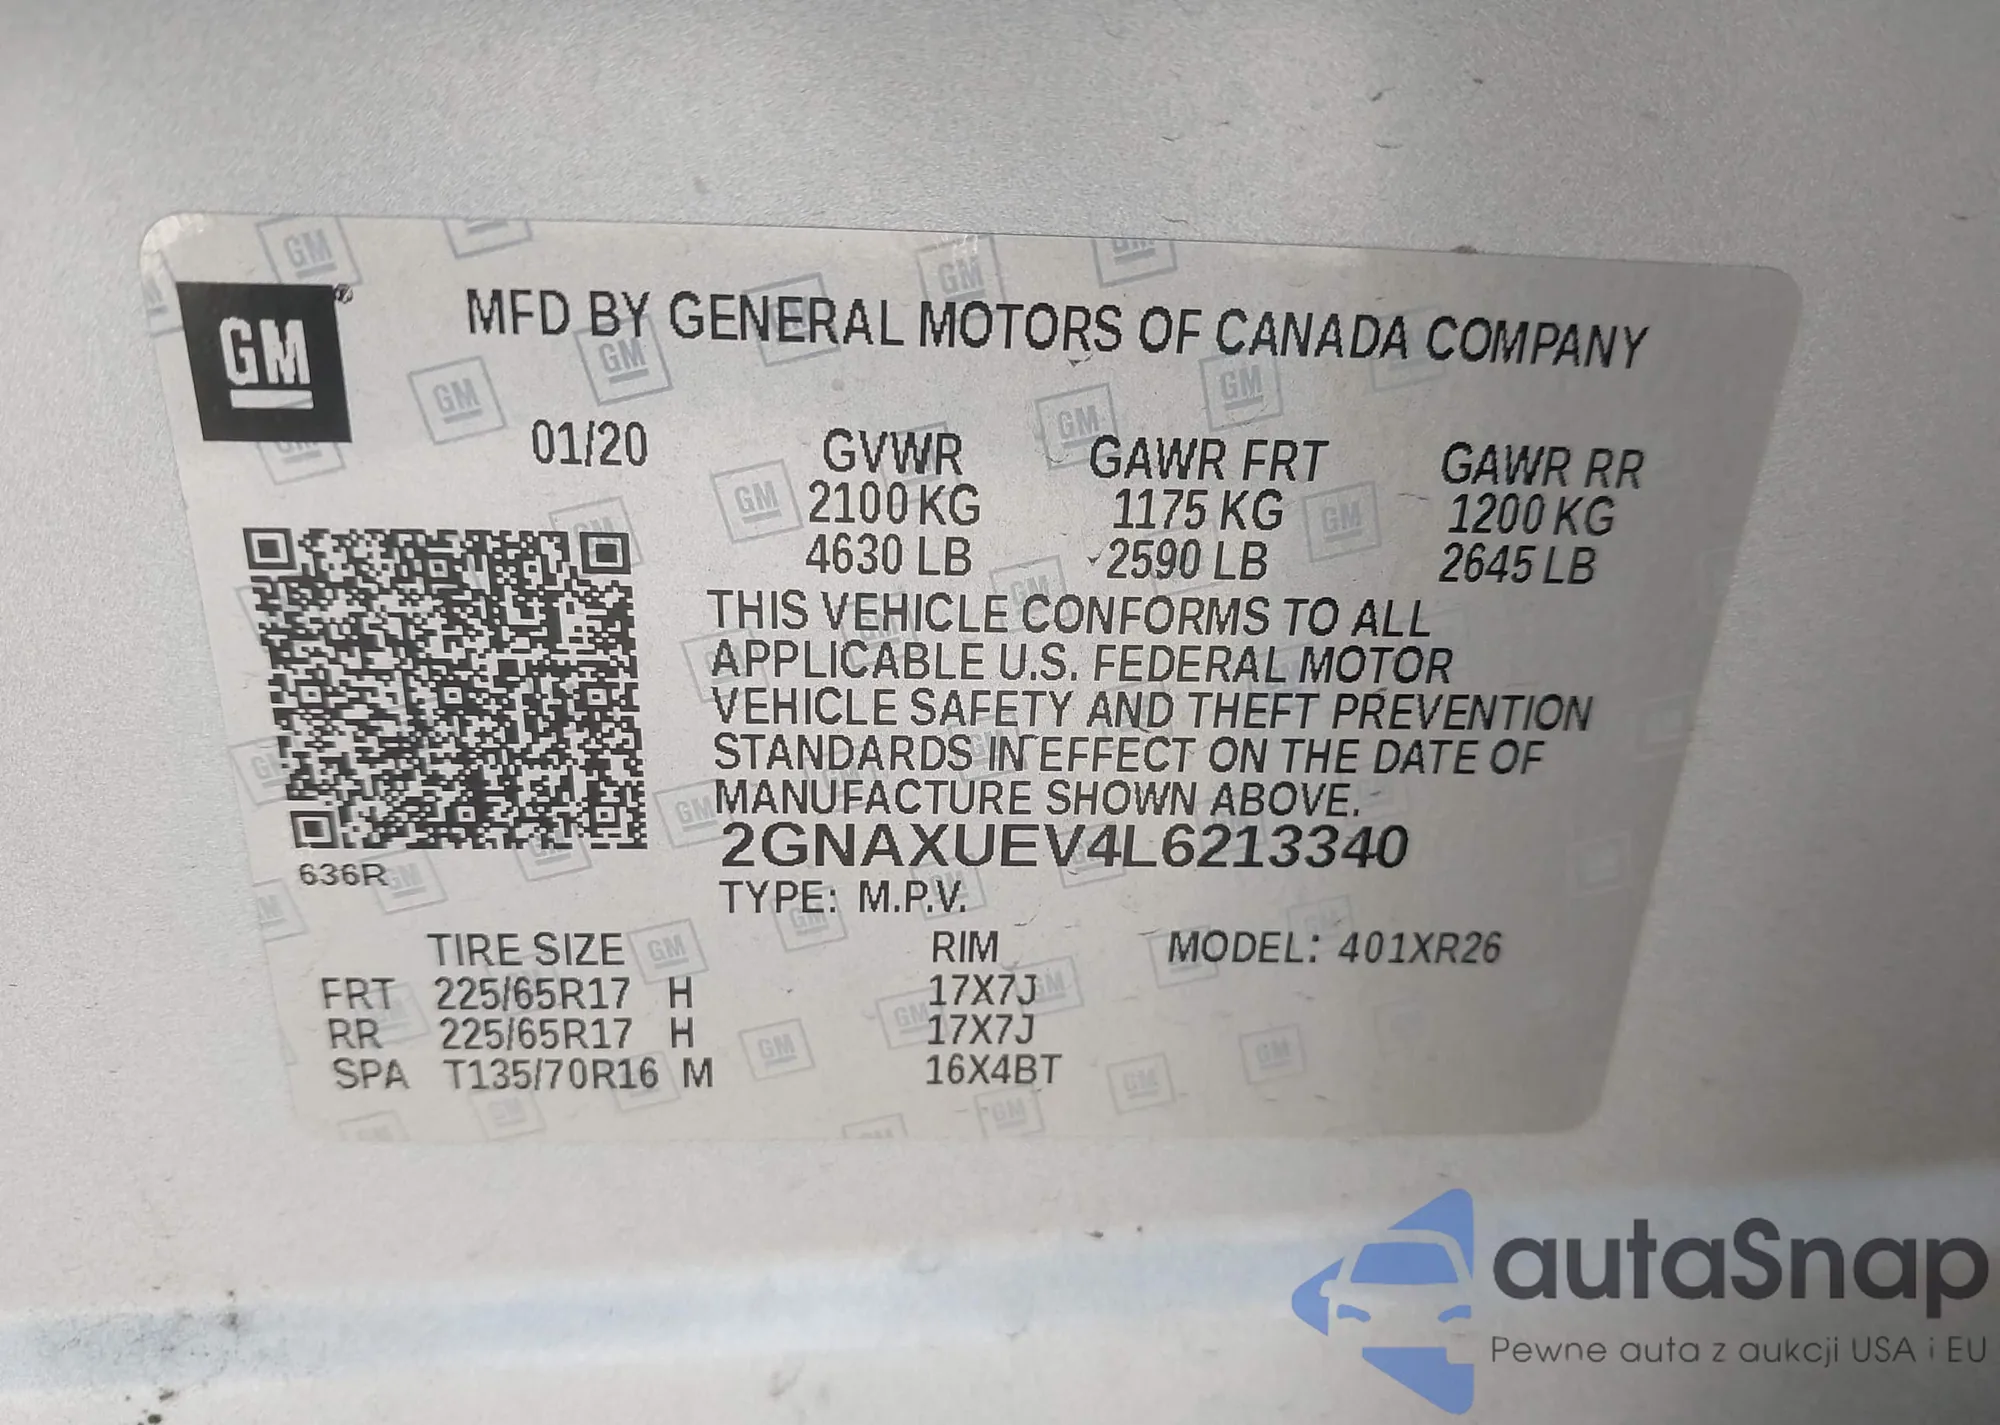 GM®
MFD BY GENERAL MOTORS OF CANADA COMPANY
01/20 GVWR GAWR FRT GAWR RR
2100 KG 1175 KG 1200 KG
4630 LB 2590 LB 2645 LB
THIS VEHICLE CONFORMS TO ALL
APPLICABLE U.S. FEDERAL MOTOR
VEHICLE SAFETY AND THEFT PREVENTION
STANDARDS IN EFFECT ON THE DATE OF
MANUFACTURE SHOWN ABOVE.
2GNAXUEV4L6213340
636R
TYPE: M.P.V.
TIRE SIZE RIM MODEL: 401XR26
FRT 225/65R17 H 17X7J
RR 225/65R17 H 17X7J
SPA T135/70R16 M 16X4BT
autaSnap
Pewne auta z aukcji USA i EU